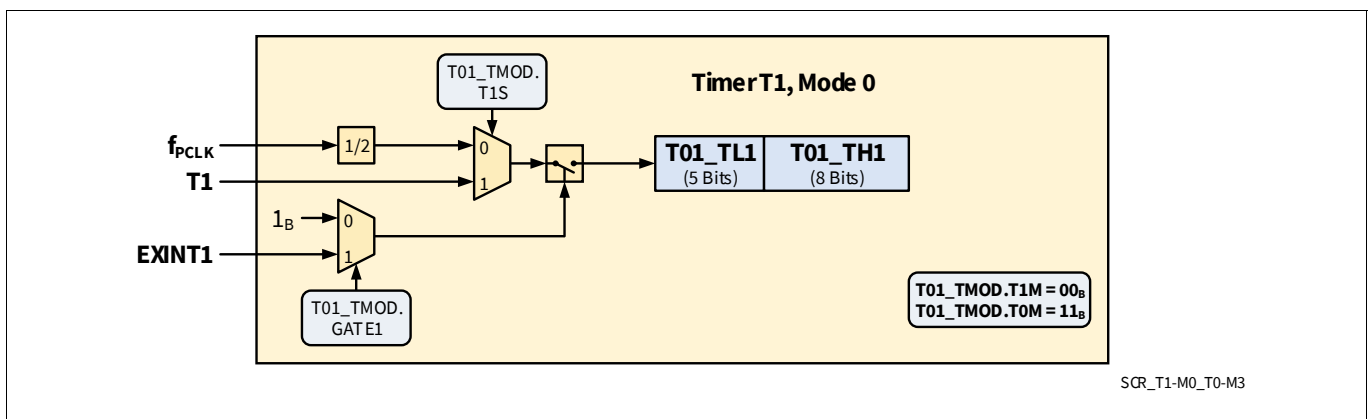 T01_TMOD.
T1S
Timer T1, Mode 0
fPCLK
1/2
0
T01_TL1
T01_TH1
(5 Bits)
(8 Bits)
T1
1
1B
0
EXINT1
1
T01_TMOD.
GATE1
T01_TMOD.T1M = 00B
T01_TMOD.T0M = 11B
SCR_T1-M0_T0-M3